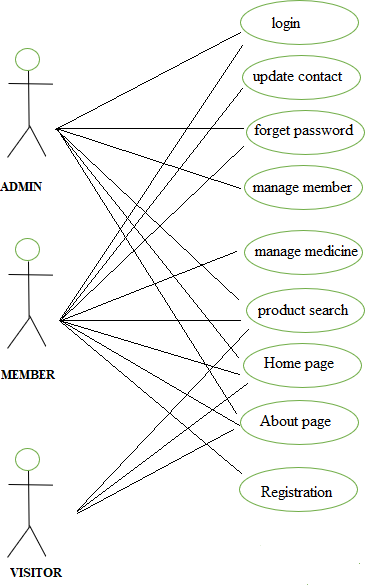 login
update contact
forget password
ADMIN
manage member
manage medicine
product search
Home page
MEMBER
About page
Registration
VISITOR